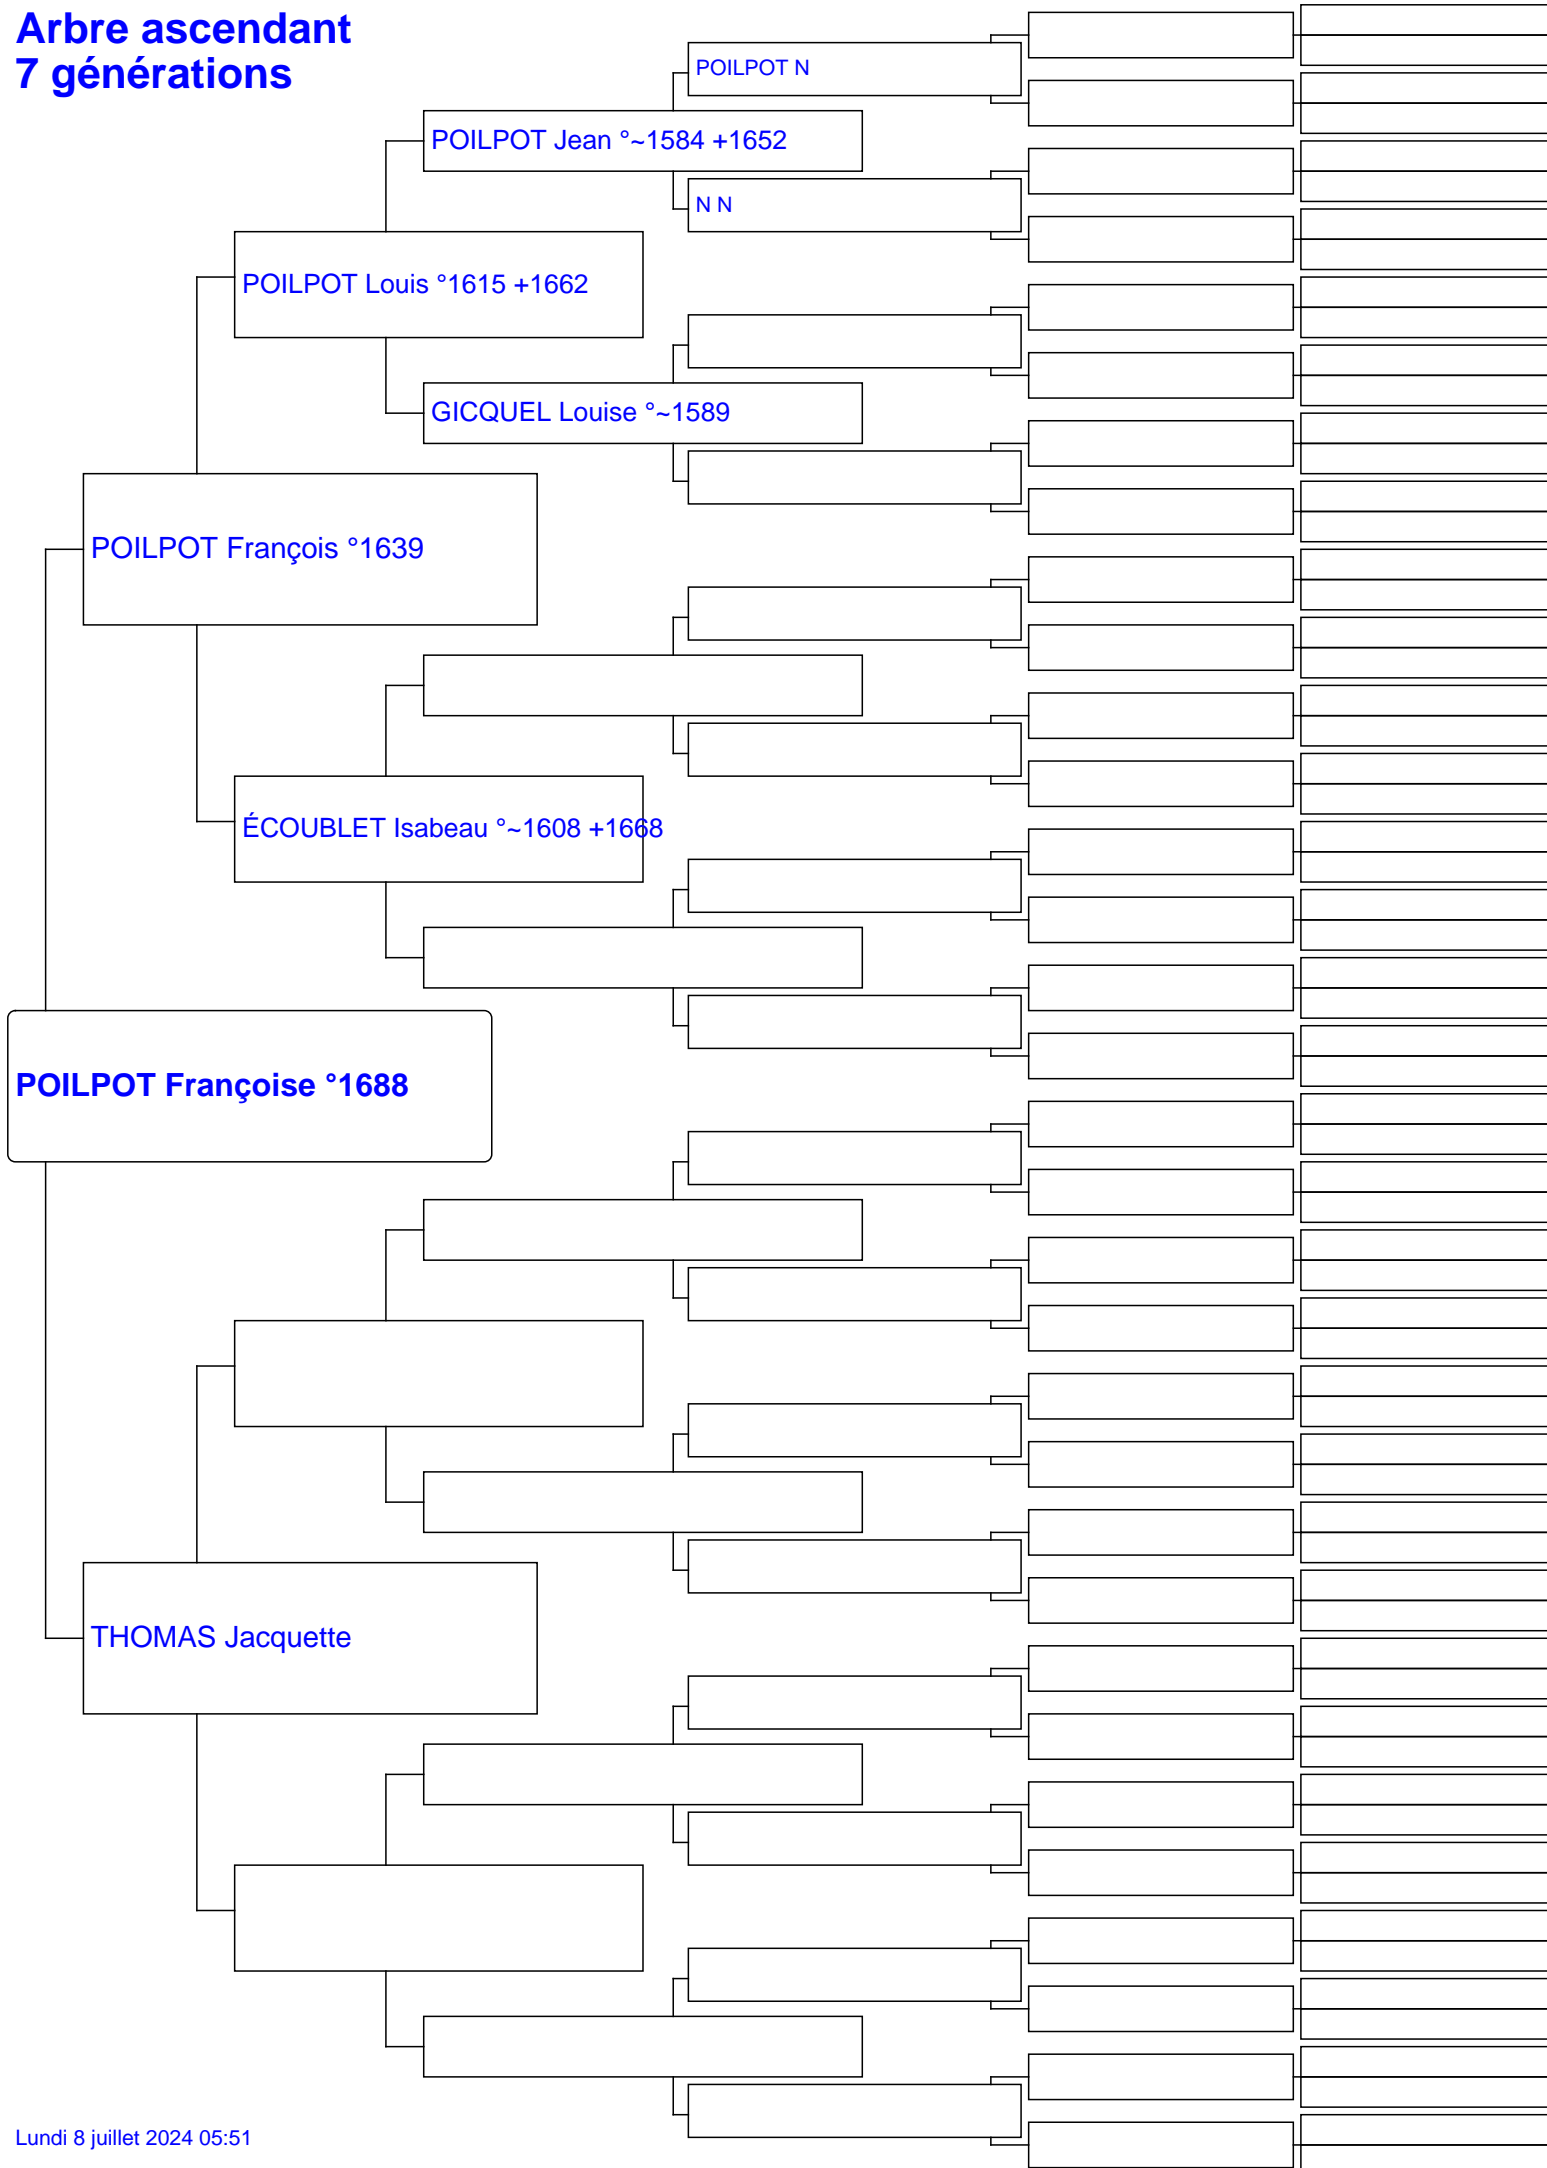 Arbre ascendant
7 générations
POILPOT N
POILPOT Jean °~1584 +1652
N N
POILPOT Louis °1615 +1662
GICQUEL Louise °~1589
POILPOT François °1639
ÉCOUBLET Isabeau °~1608 +1668
POILPOT Françoise °1688
THOMAS Jacquette
Lundi 8 juillet 2024 05:51